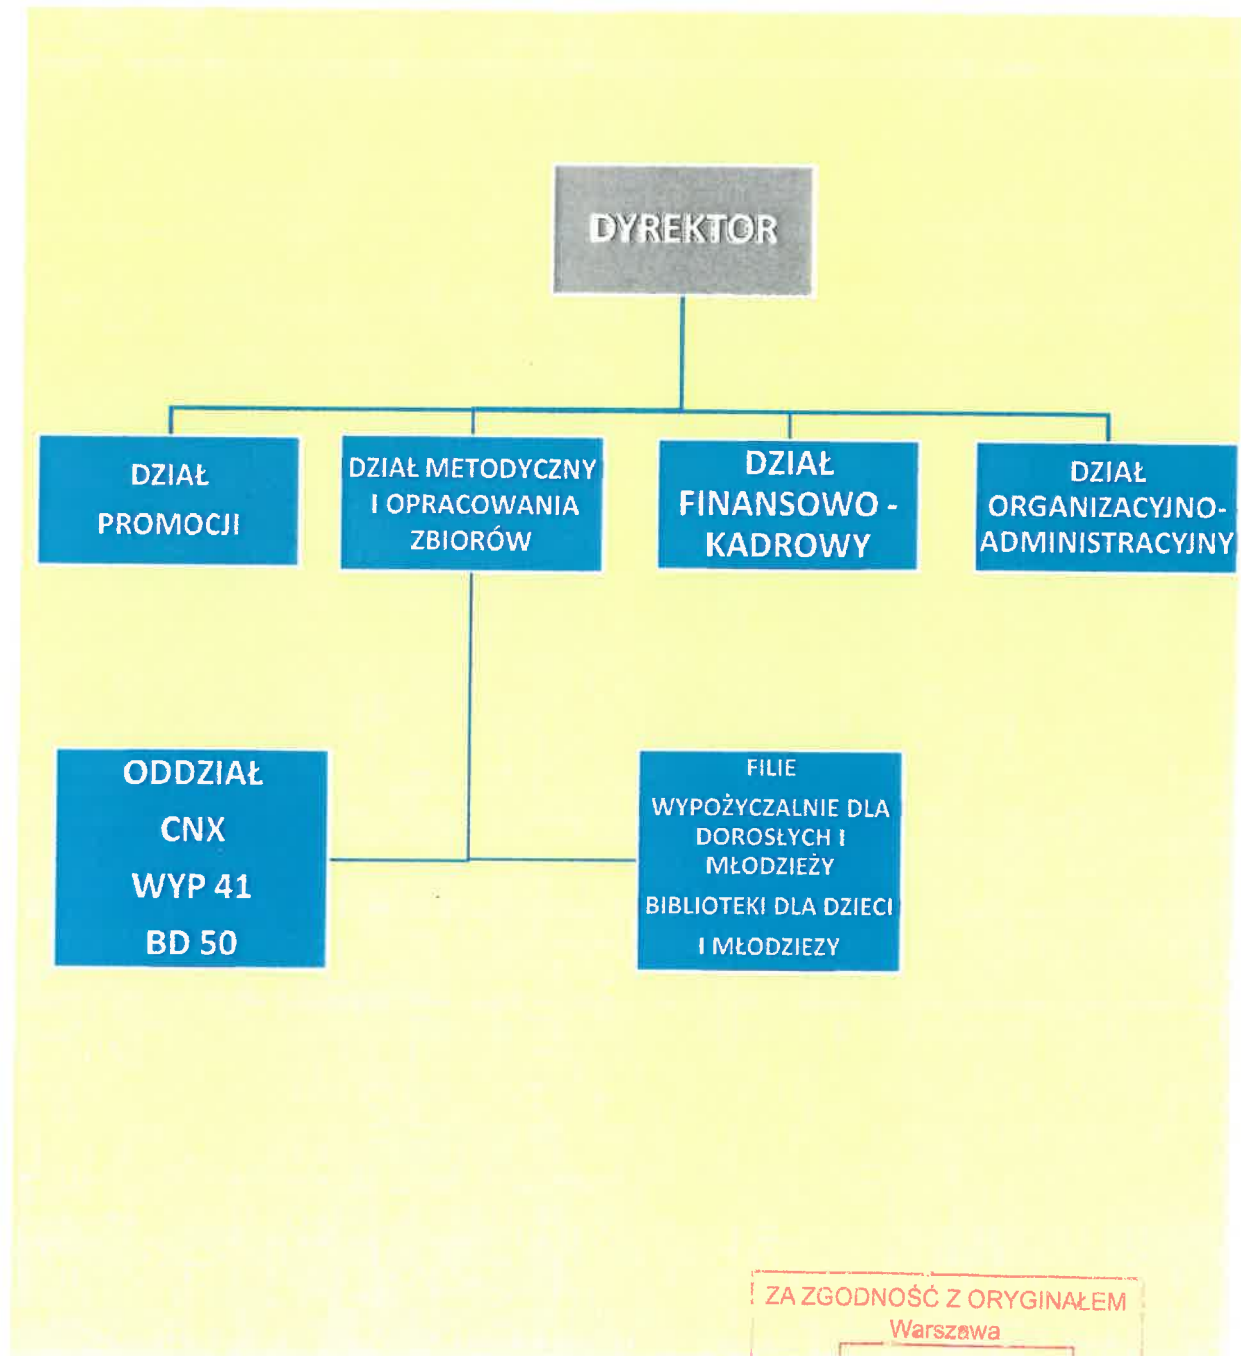 DYREKTOR
DZIAŁ
PROMOCJI
DZIAŁ METODYCZNY
I OPRACOWANIA
ZBIORÓW
DZIAŁ
FINANSOWO -
KADROWY
DZIAŁ
ORGANIZACYJNO-
ADMINISTRACYJNY
ODDZIAŁ
CNX
WYP 41
BD 50
FILIE
WYPOŻYCZALNIE DLA
DOROSŁYCH I
MŁODZIEŻY
BIBLIOTEKI DLA DZIECI
I MŁODZIEZY
ZA ZGODNOŚĆ Z ORYGINAŁEM
Warszawa